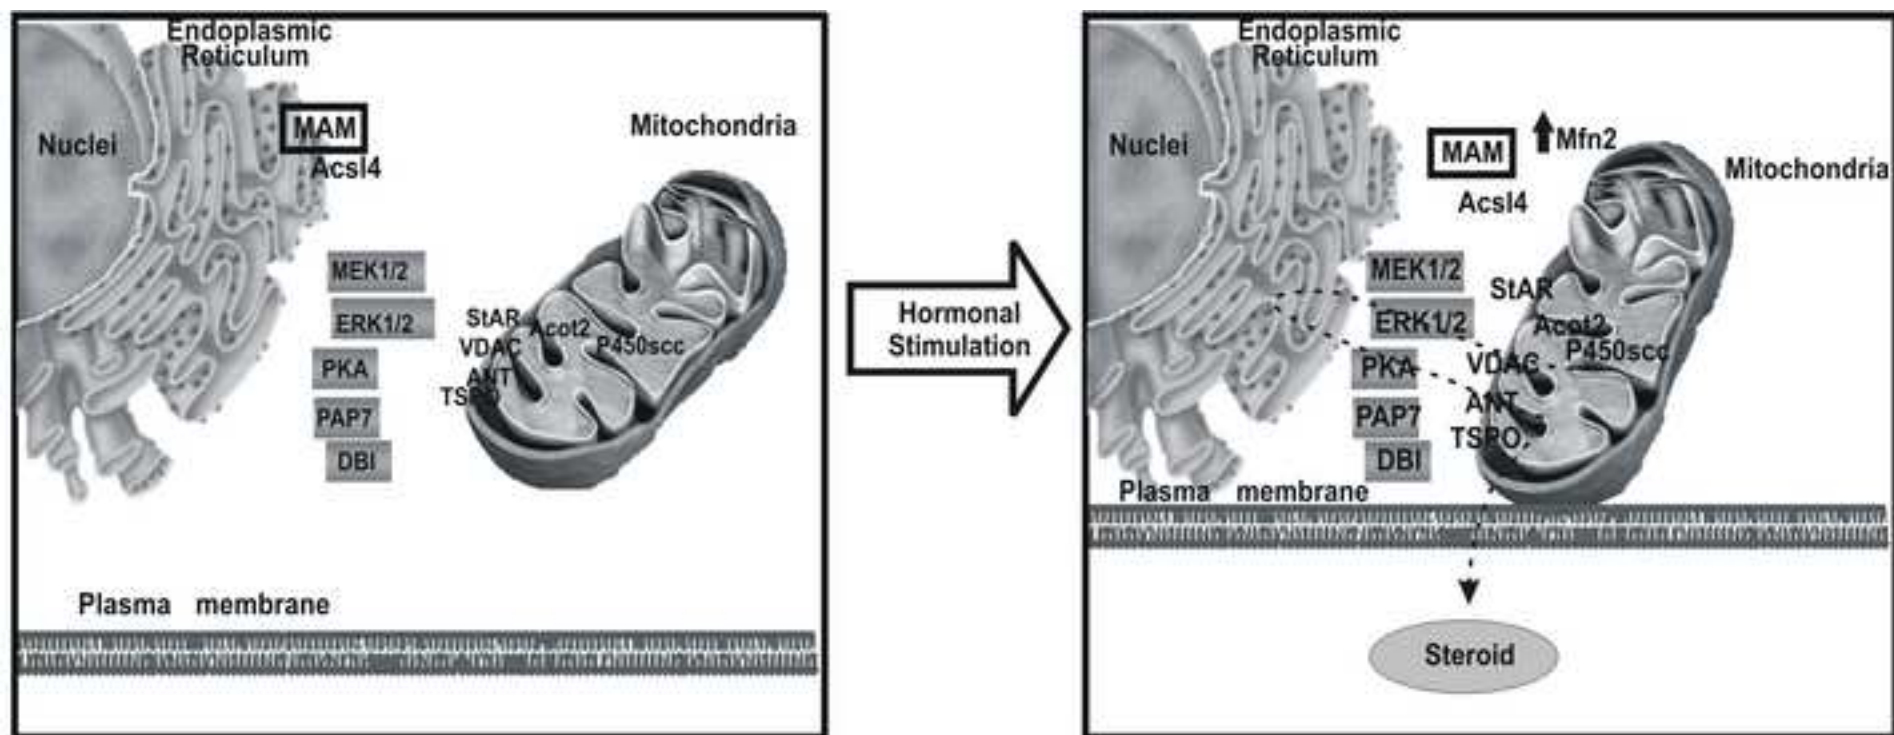 Endoplasmic
Reticulum
Nuclei
MAM
Acsl4
Mitochondria
MEK1/2
ERK1/2
PKA
PAP7
DBI
StAR
Acot2
P450scc
VDAC
ANT
TSPO
Plasma membrane
Hormonal
Stimulation
Endoplasmic
Reticulum
Nuclei
MAM
Mfn2
Acsl4
Mitochondria
MEK1/2
ERK1/2
PKA
PAP7
DBI
StAR
Acot2
P450scc
VDAC
ANT
TSPO
Plasma membrane
Steroid